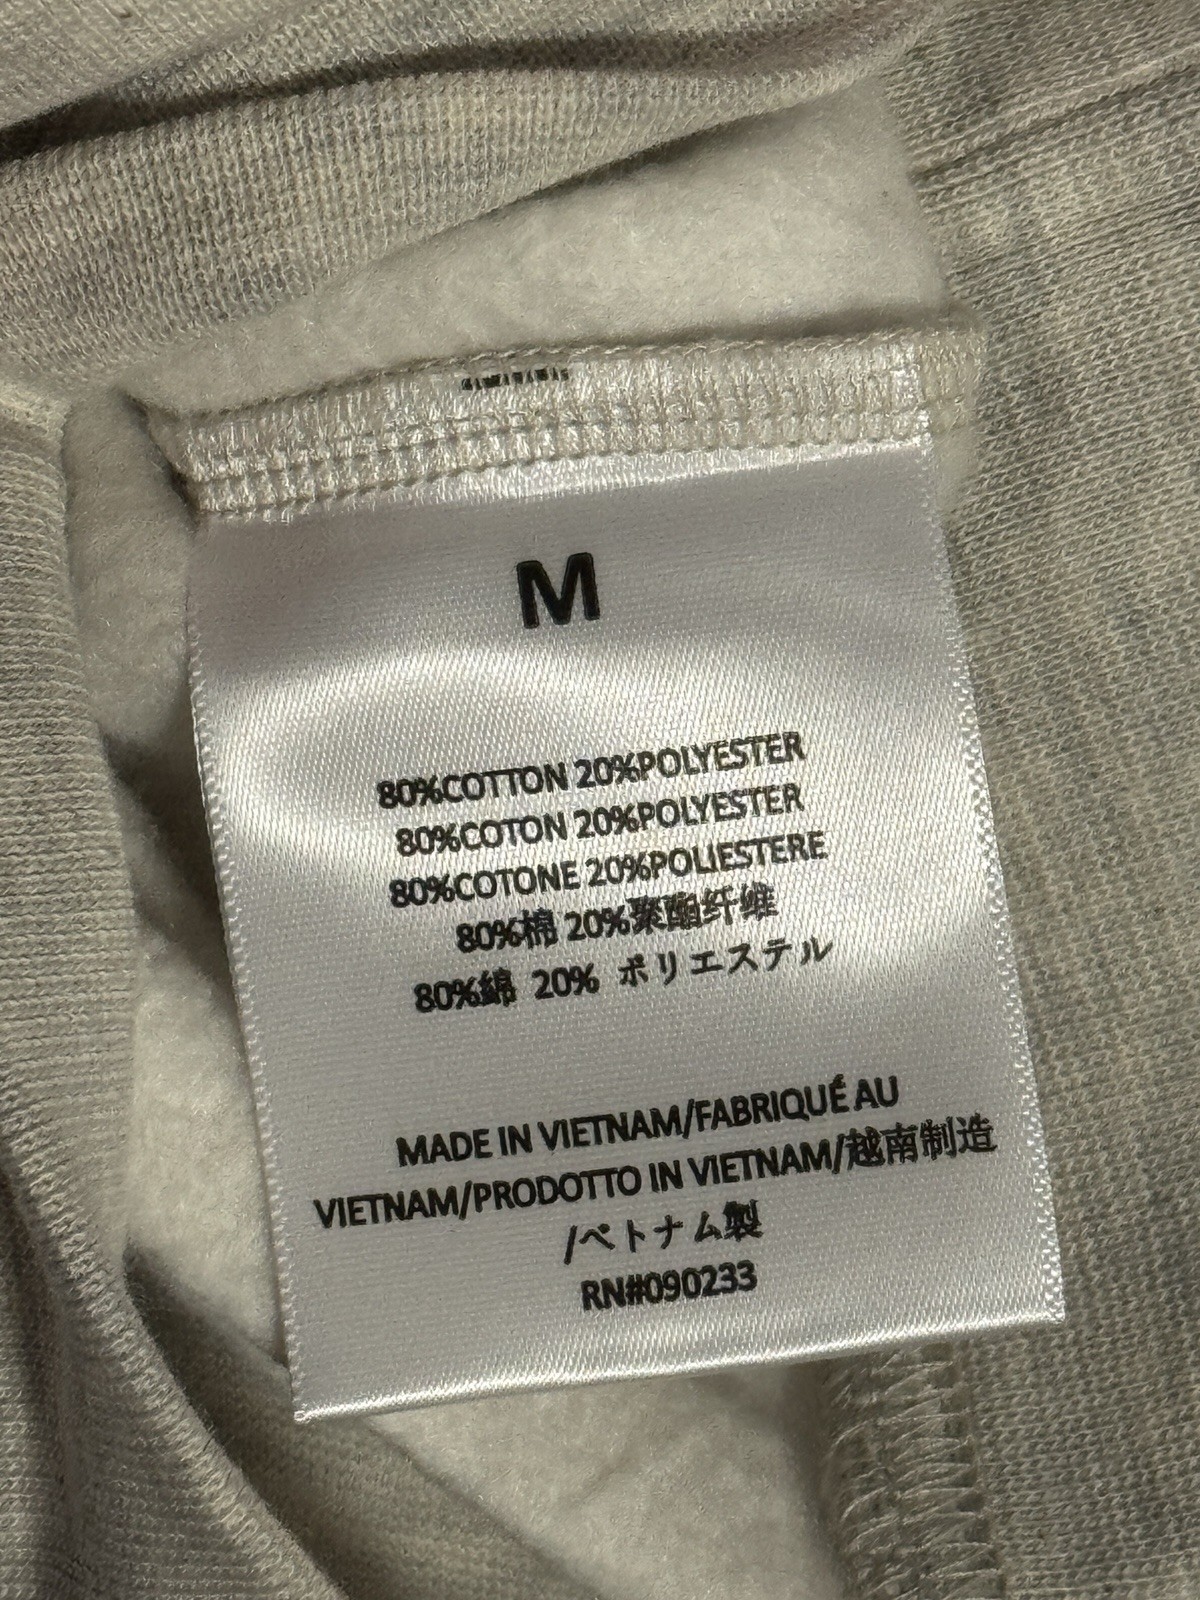 M
80%COTTON 20%POLYESTER
80%COTON 20%POLYESTER
80%COTONE 20%POLIESTERE
80%棉 20%聚酯纤维
80%綿 20% ポリエステル
MADE IN VIETNAM/FABRIQUÉ AU
VIETNAM/PRODOTTO IN VIETNAM/越南制造
/ベトナム製
RN#090233